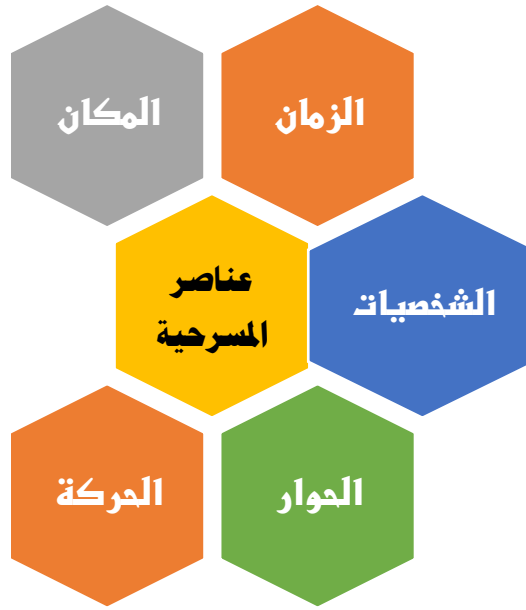 الزمان
المكان
عناصر
المسرحية
الشخصيات
الحوار
الحركة